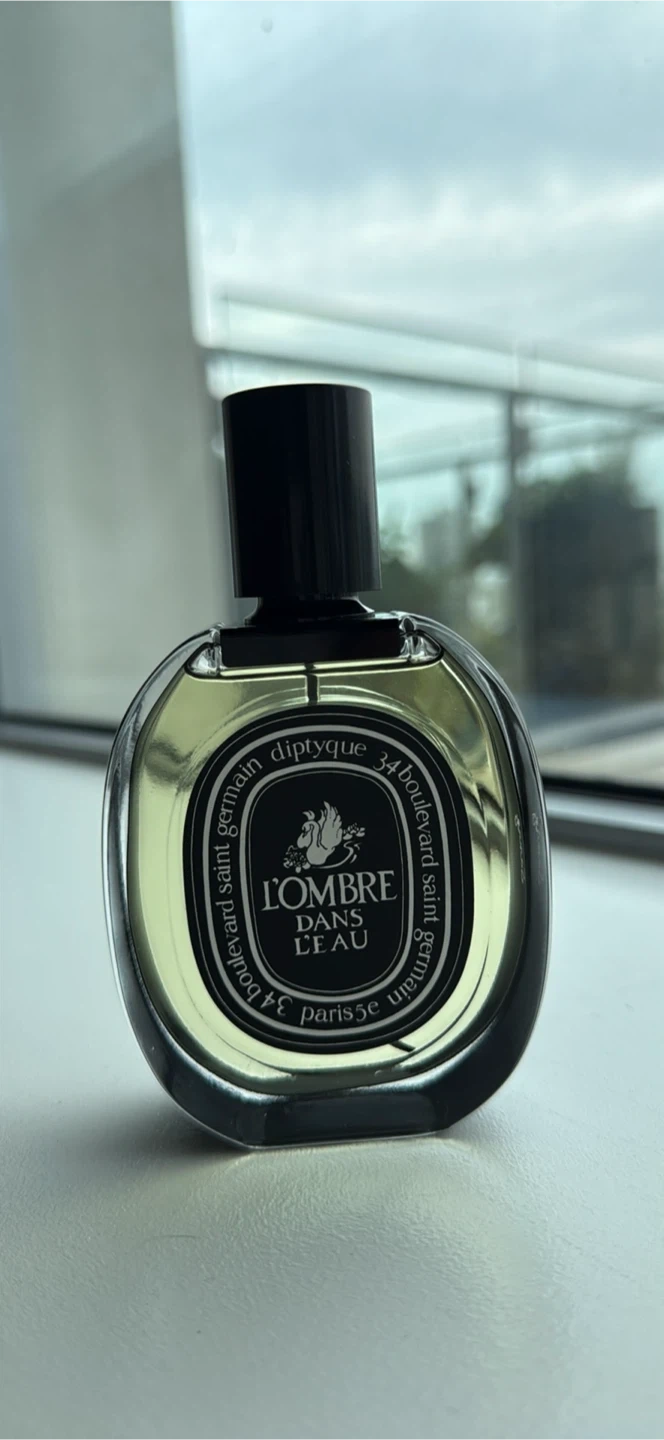 diptyque 34 boulevard saint germain paris5e 34 boulevard saint germain
L'OMBRE
DANS
L'EAU